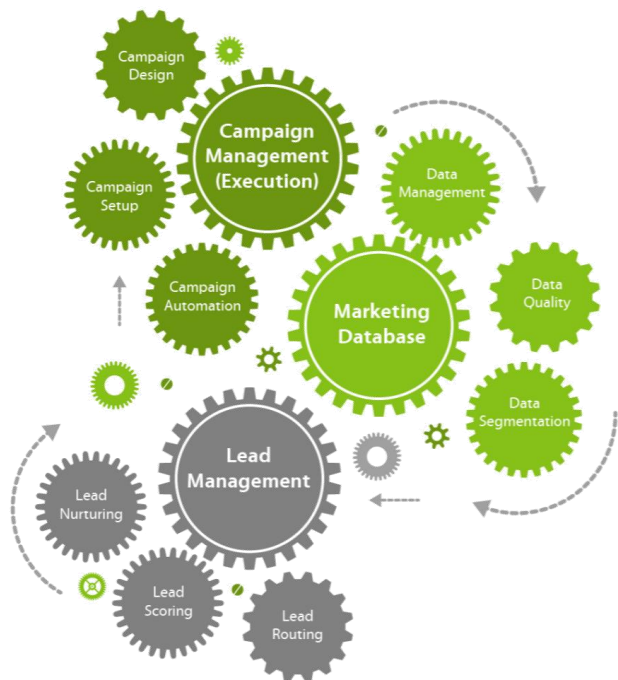 Campaign
Design
Campaign
Management
(Execution)
Campaign
Setup
Campaign
Automation
Data
Management
Data
Quality
Marketing
Database
Data
Segmentation
Lead
Management
Lead
Nurturing
Lead
Scoring
Lead
Routing